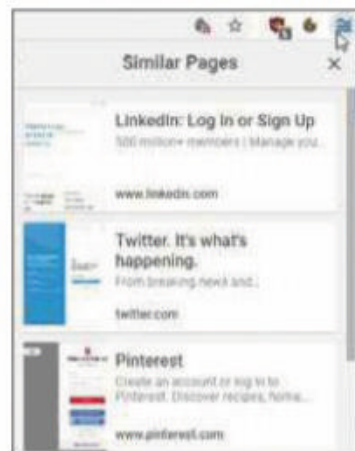 Similar Pages
LinkedIn: Log In or Sign Up
500 million+ members | Manage you...
www.linkedin.com
Twitter. It's what's
happening.
From breaking news and...
twitter.com
Pinterest
Create an account or log in to
Pinterest. Discover recipes, home...
www.pinterest.com